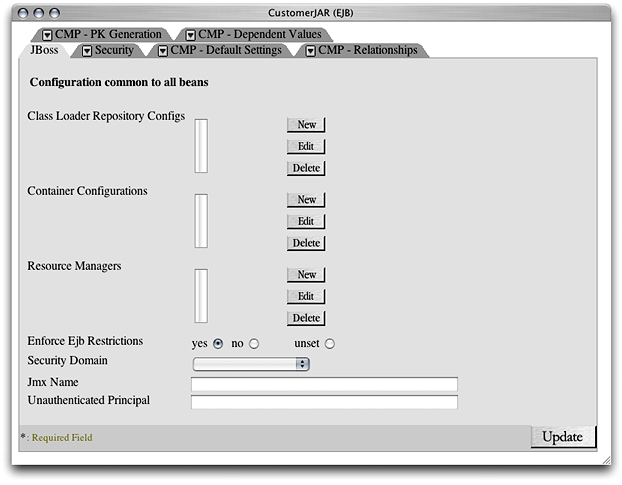 CustomerJAR (EJB)
CMP - PK Generation CMP - Dependent Values
JBoss Security CMP - Default Settings CMP - Relationships
Configuration common to all beans
Class Loader Repository Configs
New
Edit
Delete
Container Configurations
New
Edit
Delete
Resource Managers
New
Edit
Delete
Enforce Ejb Restrictions yes no unset
Security Domain
Jmx Name
Unauthenticated Principal
*: Required Field Update